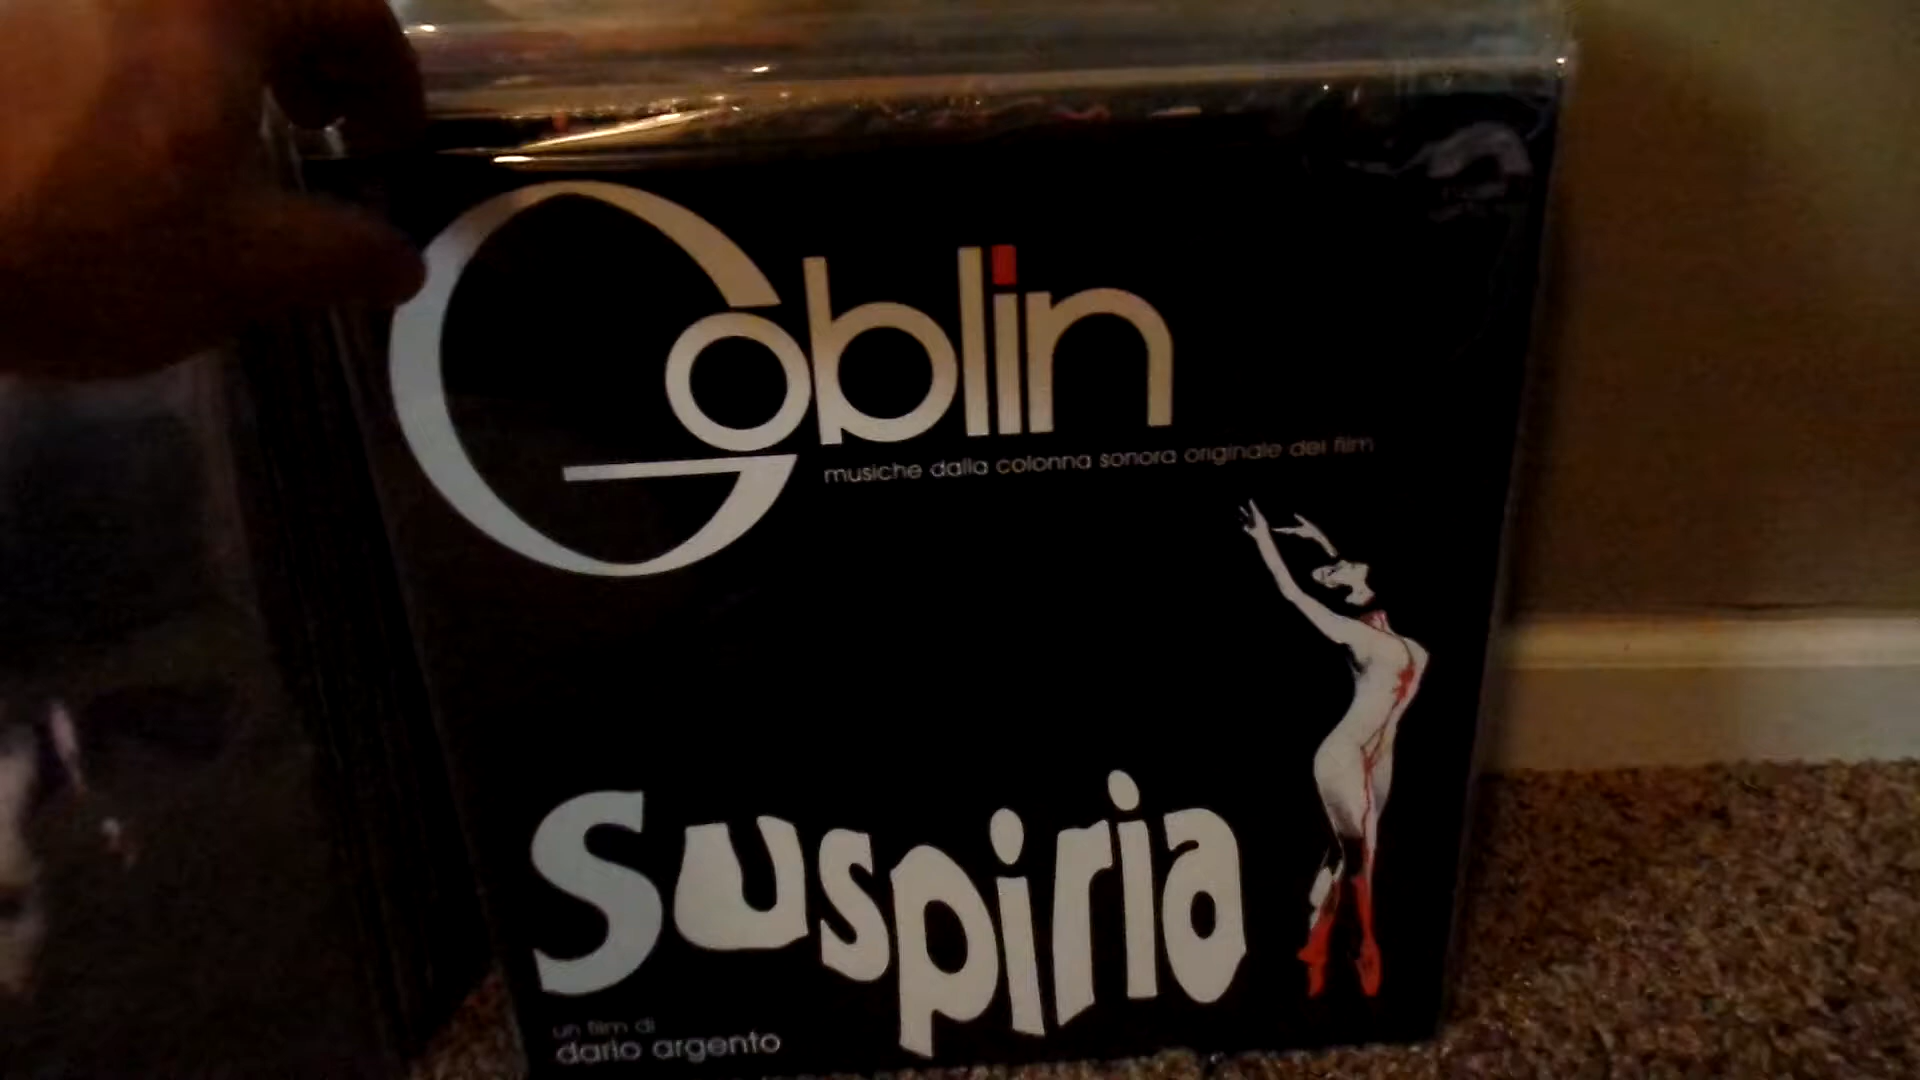 Goblin
musiche dalla colonna sonora originale del film
Suspiria
un film di
dario argento